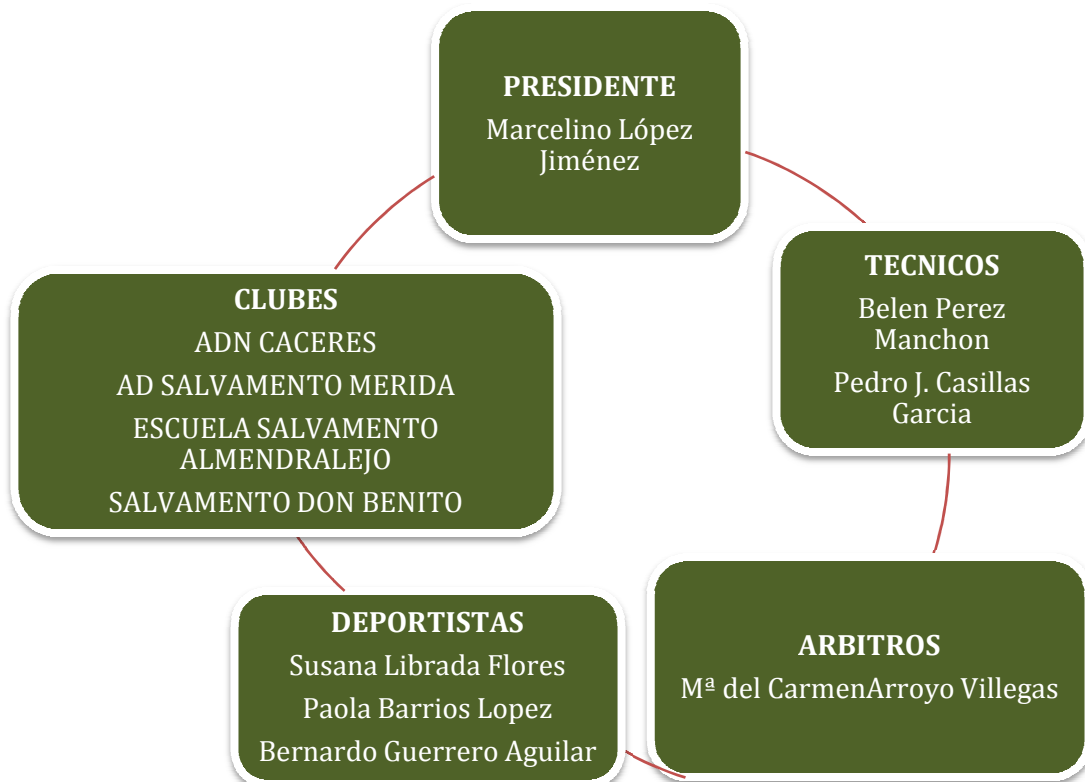 PRESIDENTE
Marcelino López
Jiménez
TECNICOS
Belen Perez
Manchon
Pedro J. Casillas
Garcia
ARBITROS
Mª del CarmenArroyo Villegas
DEPORTISTAS
Susana Librada Flores
Paola Barrios Lopez
Bernardo Guerrero Aguilar
CLUBES
ADN CACERES
AD SALVAMENTO MERIDA
ESCUELA SALVAMENTO
ALMENDRALEJO
SALVAMENTO DON BENITO